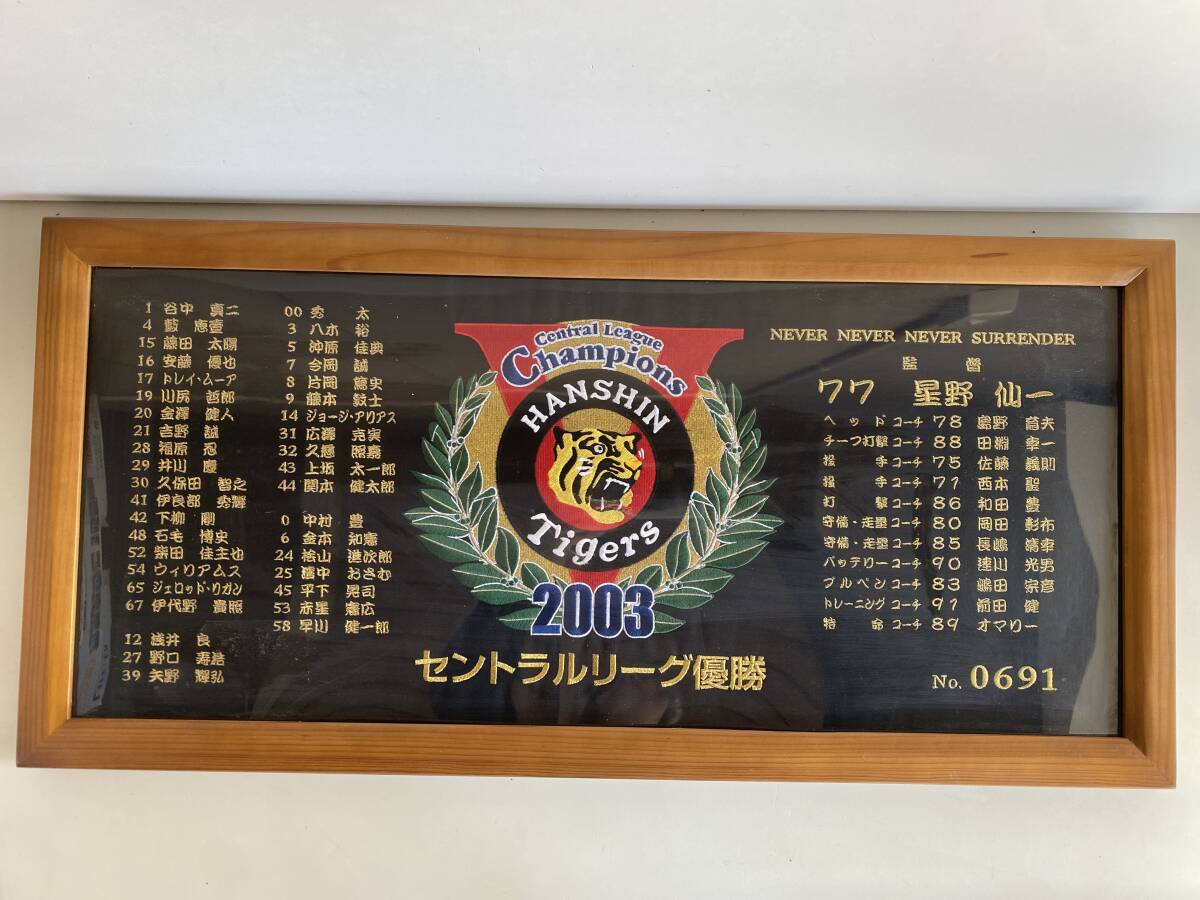 1 谷中 真二
4 藪 恵壹
15 藤田 太陽
16 安藤 優也
17 トレイ・ムーア
19 川尻 哲郎
20 金澤 健人
21 吉野 誠
28 福原 忍
29 井川 慶
30 久保田 智之
41 伊良部 秀輝
42 下柳 剛
48 石毛 博史
52 柴田 佳主也
54 ウィリアムス
65 ジェロッド・リガン
67 伊代野 貴照
12 浅井 良
27 野口 寿浩
39 矢野 輝弘
00 秀 太
3 八木 裕
5 沖原 佳典
7 今岡 誠
8 片岡 篤史
9 藤本 敦士
14 ジョージ・アリアス
31 広澤 克実
32 久慈 照嘉
43 上坂 太一郎
44 関本 健太郎
0 中村 豊
6 金本 知憲
24 桧山 進次郎
25 濱中 おさむ
45 平下 晃司
53 赤星 憲広
58 早川 健一郎
Central League
Champions
HANSHIN
Tigers
2003
セントラルリーグ優勝
NEVER NEVER NEVER SURRENDER
監 督
77 星野 仙一
ヘッドコーチ 78 島野 育夫
チーフ打撃コーチ 88 田淵 幸一
投手コーチ 75 佐藤 義則
投手コーチ 71 西本 聖
打撃コーチ 86 和田 豊
守備・走塁コーチ 80 岡田 彰布
守備・走塁コーチ 85 長嶋 清幸
バッテリーコーチ 90 達川 光男
ブルペンコーチ 83 嶋田 宗彦
トレーニングコーチ 91 前田 健
特命コーチ 89 オマリー
No. 0691